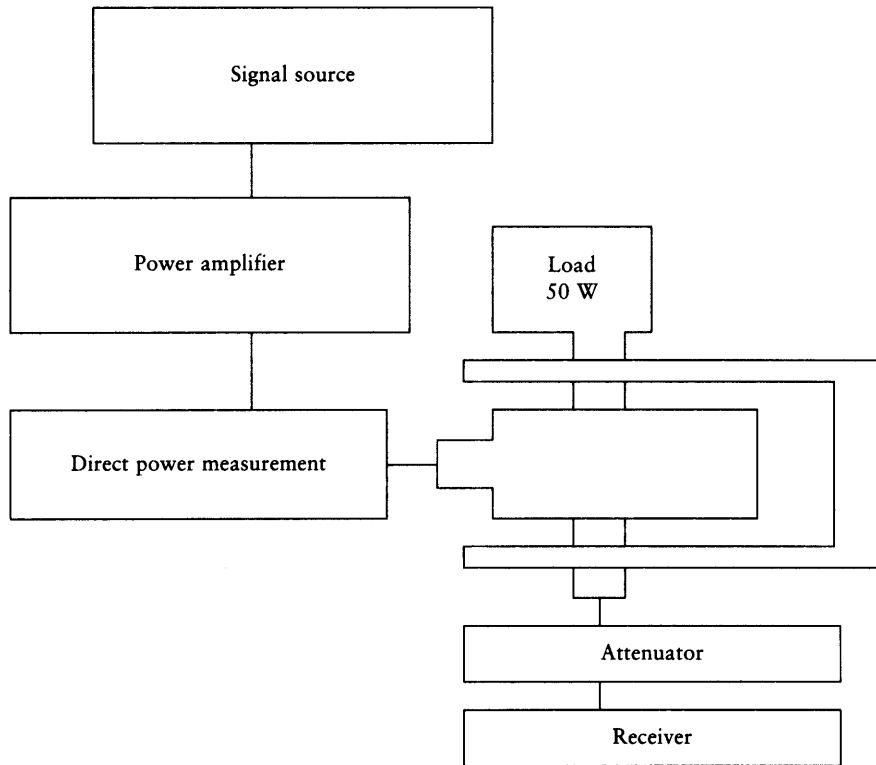 Signal source
Power amplifier
Load
50 W
Direct power measurement
Attenuator
Receiver